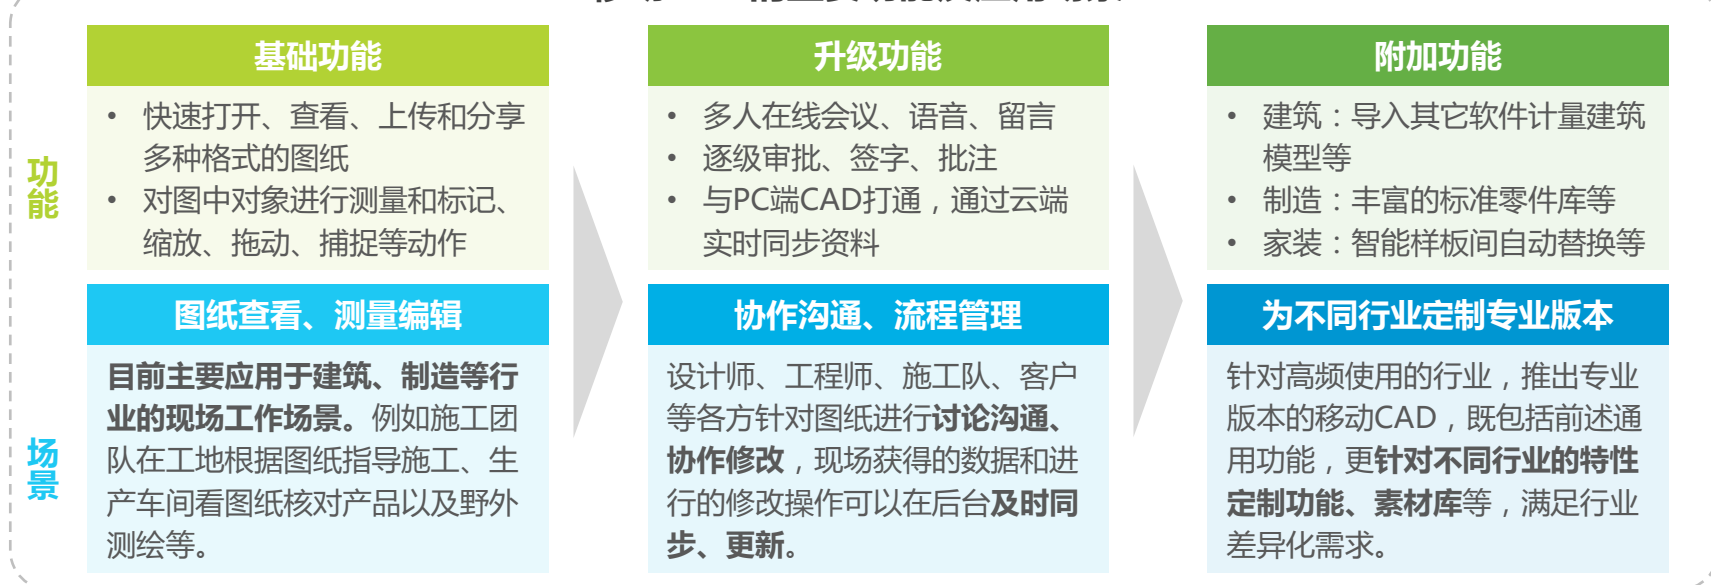 基础功能
• 快速打开、查看、上传和分享
多种格式的图纸
• 对图中对象进行测量和标记、
缩放、拖动、捕捉等动作
升级功能
• 多人在线会议、语音、留言
• 逐级审批、签字、批注
• 与PC端CAD打通，通过云端
实时同步资料
附加功能
• 建筑：导入其它软件计量建筑
模型等
• 制造：丰富的标准零件库等
• 家装：智能样板间自动替换等
功能
图纸查看、测量编辑
目前主要应用于建筑、制造等行
业的现场工作场景。例如施工团
队在工地根据图纸指导施工、生
产车间看图纸核对产品以及野外
测绘等。
协作沟通、流程管理
设计师、工程师、施工队、客户
等各方针对图纸进行讨论沟通、
协作修改，现场获得的数据和进
行的修改操作可以在后台及时同
步、更新。
为不同行业定制专业版本
针对高频使用的行业，推出专业
版本的移动CAD，既包括前述通
用功能，更针对不同行业的特性
定制功能、素材库等，满足行业
差异化需求。
场景